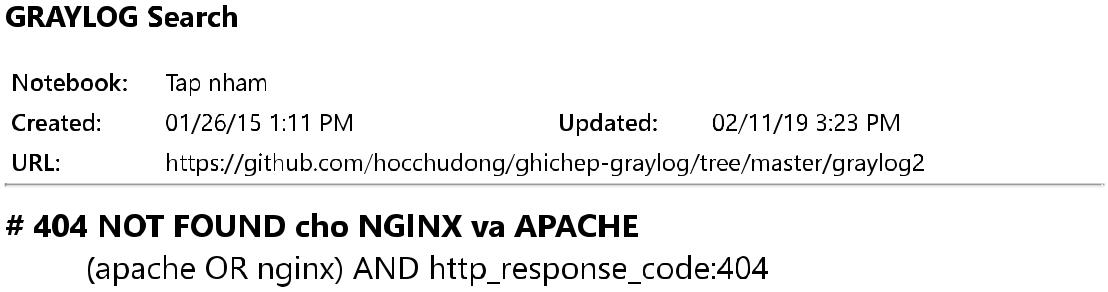 GRAYLOG Search
Notebook: Tap nham
Created: 01/26/15 1:11 PM Updated: 02/11/19 3:23 PM
URL: https://github.com/hocchudong/ghichep-graylog/tree/master/graylog2
# 404 NOT FOUND cho NGINX va APACHE
(apache OR nginx) AND http_response_code:404